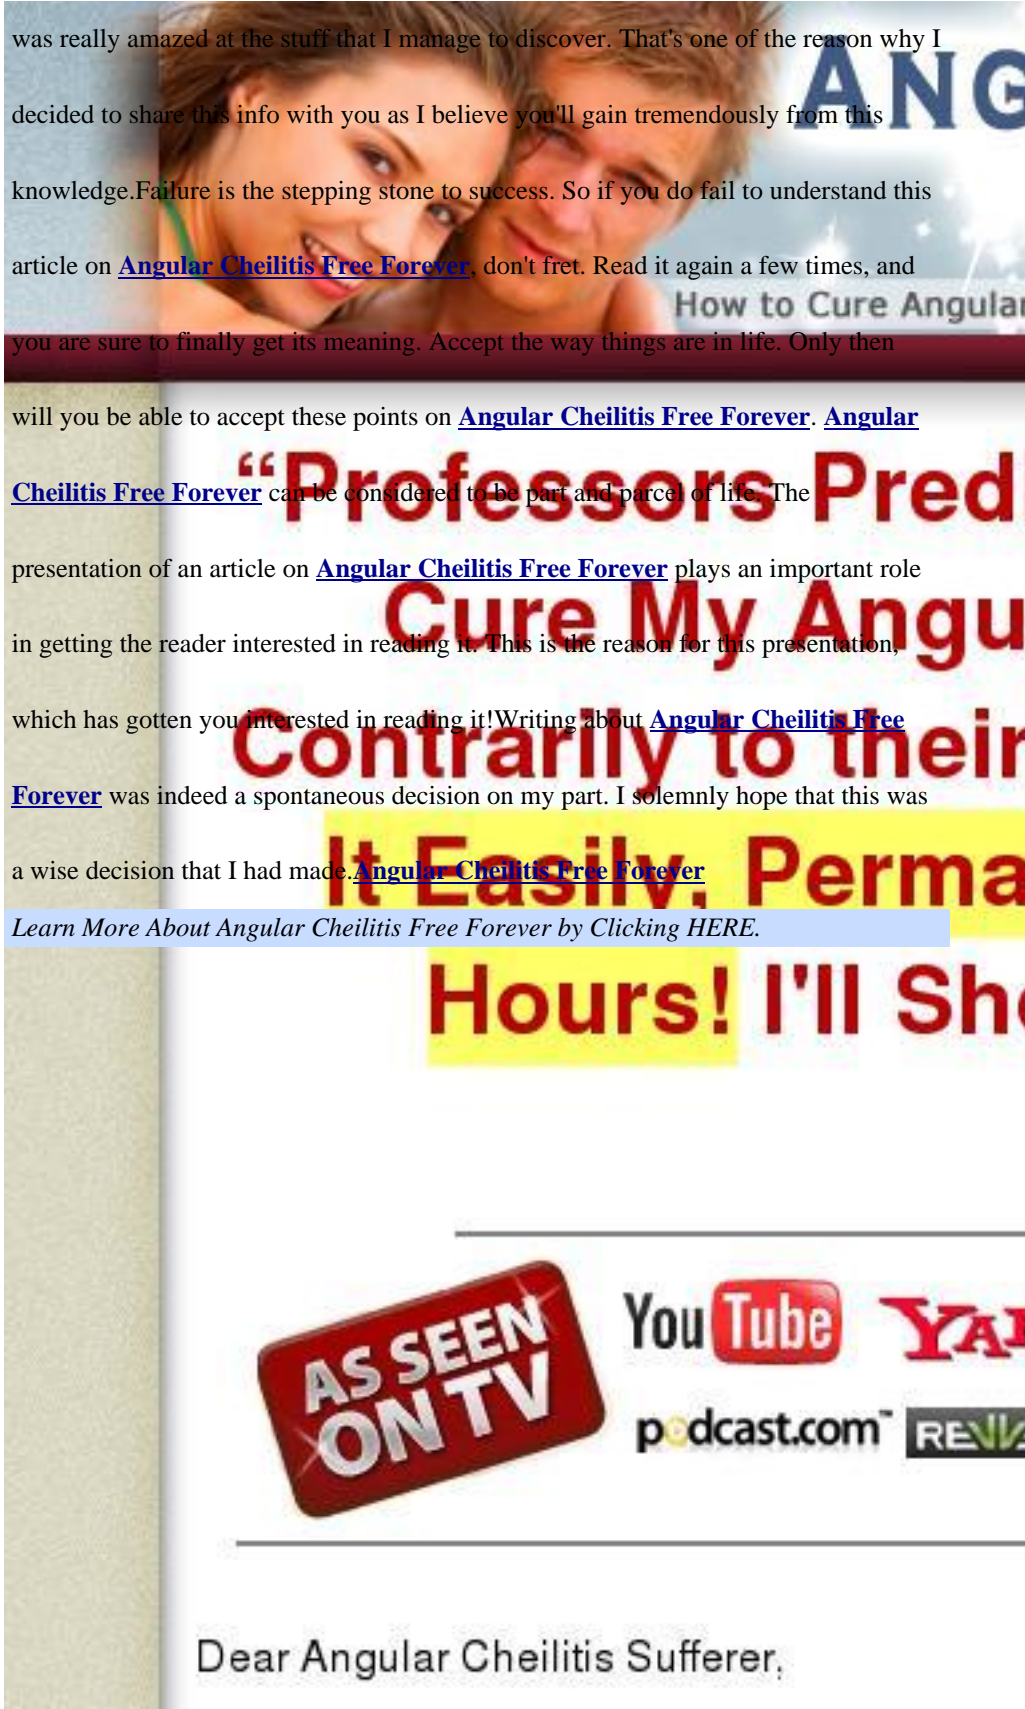 was really amazed at the stuff that I manage to discover. That's one of the reason why I
decided to share this info with you as I believe you'll gain tremendously from this
knowledge.Failure is the stepping stone to success. So if you do fail to understand this
article on Angular Cheilitis Free Forever, don't fret. Read it again a few times, and
you are sure to finally get its meaning. Accept the way things are in life. Only then
will you be able to accept these points on Angular Cheilitis Free Forever. Angular
Cheilitis Free Forever can be considered to be part and parcel of life. The
presentation of an article on Angular Cheilitis Free Forever plays an important role
in getting the reader interested in reading it. This is the reason for this presentation,
which has gotten you interested in reading it!Writing about Angular Cheilitis Free
Forever was indeed a spontaneous decision on my part. I solemnly hope that this was
a wise decision that I had made.Angular Cheilitis Free Forever
Learn More About Angular Cheilitis Free Forever by Clicking HERE.
ANG
How to Cure Angular
“Professors Pred
Cure My Angu
Contrarily to their
It Easily, Perma
Hours! I'll Sho
AS SEEN
ON TV
YouTube YA
podcast.com™ REVV
Dear Angular Cheilitis Sufferer,